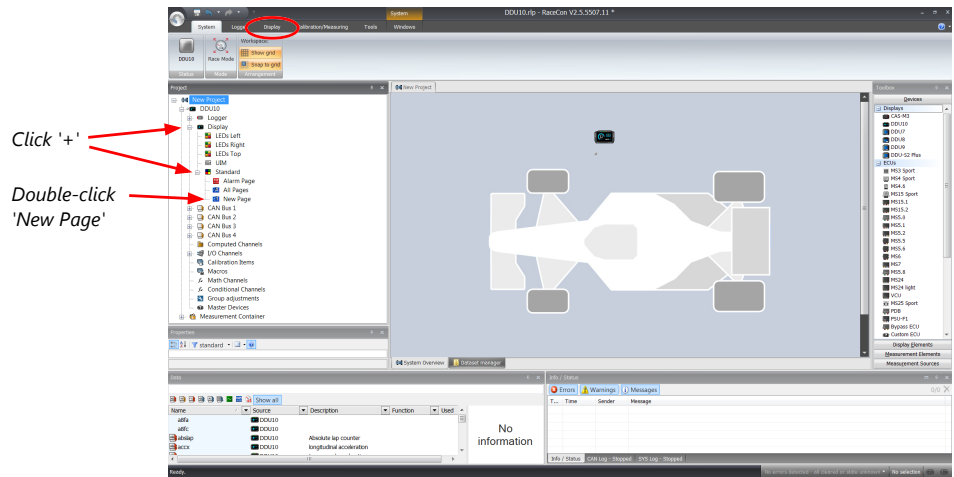 System
DDU10.rlp - RaceCon V2.5.5507.11 *
System
Logge
Display
alibration/Measuring
Tools
Windows
DDU10
Race Mode
Workspace:
Show grid
Snap to grid
Status
Mode
Arrangement
Project
New Project
DDU10
Logger
Display
LEDs Left
LEDs Right
LEDs Top
UIM
Standard
Alarm Page
All Pages
New Page
CAN Bus 1
CAN Bus 2
CAN Bus 3
CAN Bus 4
Computed Channels
I/O Channels
Calibration Items
Macros
Math Channels
Conditional Channels
Group adjustments
Master Devices
Measurement Container
Click '+'
Double-click
'New Page'
Properties
standard
New Project
System Overview
Dataset manager
Toolbox
Devices
Displays
CAS-M3
DDU10
DDU7
DDU8
DDU9
DDU-S2 Plus
ECUs
MS3 Sport
MS4 Sport
MS4.6
MS15 Sport
MS15.1
MS15.2
MS5.0
MS5.1
MS5.2
MS5.5
MS5.6
MS6
MS7
MS5.8
MS24
MS24 light
VCU
MS25 Sport
PDB
PSU-F1
Bypass ECU
Custom ECU
Display Elements
Measurement Elements
Measurement Sources
Data
Show all
Name
Source
Description
Function
Used
a8fa
DDU10
a8fc
DDU10
abslap
DDU10
Absolute lap counter
accx
DDU10
longitudinal acceleration
No
information
Info / Status
Errors
Warnings
Messages
0/0
T...
Time
Sender
Message
Info / Status
CAN Log - Stopped
SYS Log - Stopped
Ready.
No selection